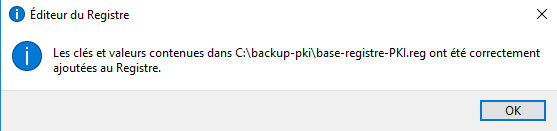 Éditeur du Registre
Les clés et valeurs contenues dans C:\backup-pki\base-registre-PKI.reg ont été correctement
ajoutées au Registre.
OK